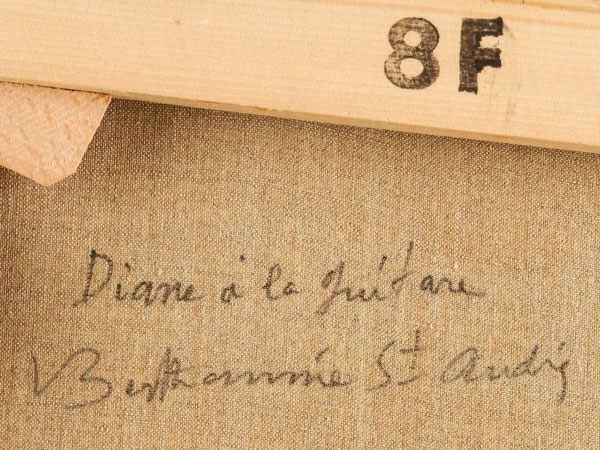 8F
Diane à la guitare
Berthommé St André